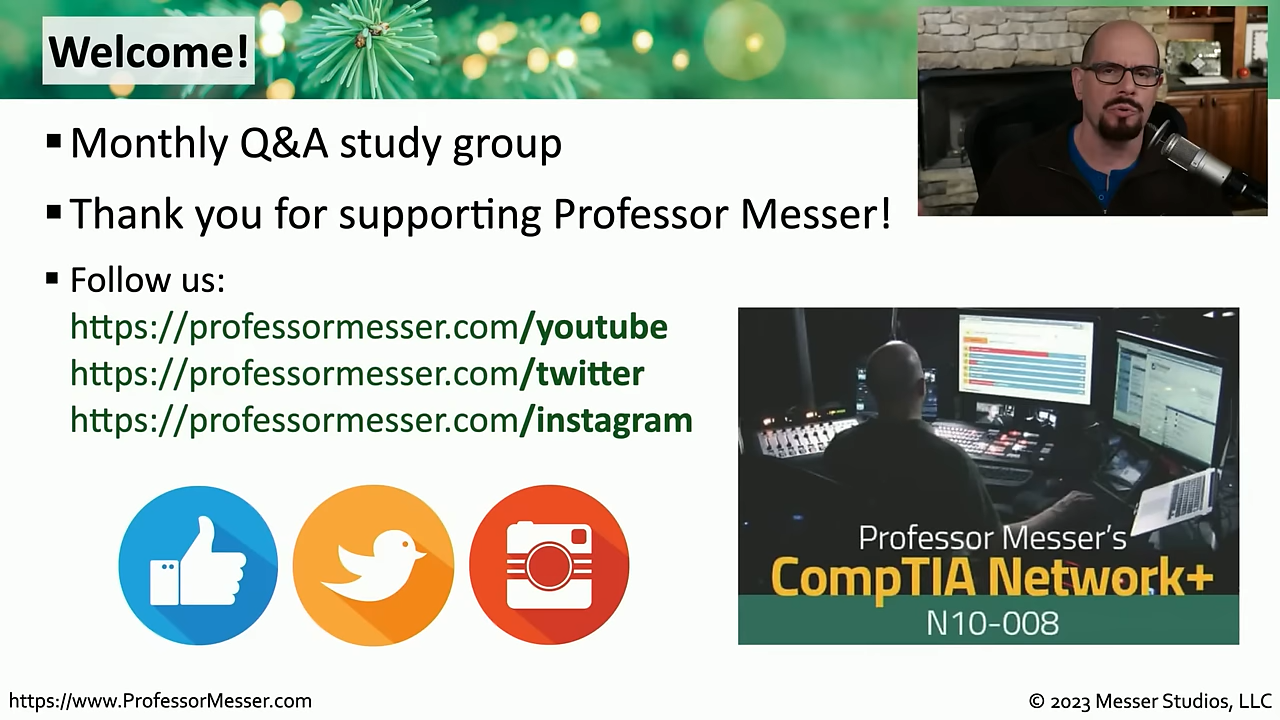 Welcome!
▪ Monthly Q&A study group
▪ Thank you for supporting Professor Messer!
▪ Follow us:
https://professormesser.com/youtube
https://professormesser.com/twitter
https://professormesser.com/instagram
Professor Messer's
CompTIA Network+
N10-008
https://www.ProfessorMesser.com
© 2023 Messer Studios, LLC